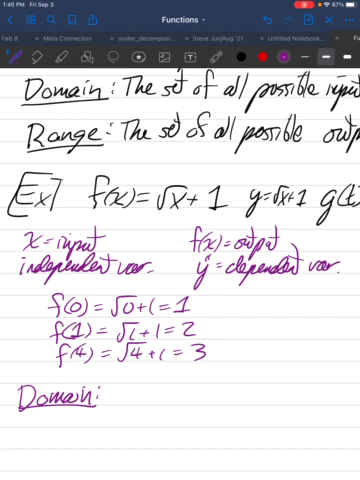 1:45 PM Fri Sep 3
87%
Functions
Feb 8
Meta Connection
oyster_decomposi...
Steve Jun|Aug '21
Untitled Notebook...
Fu
Domain: The set of all possible input
Range: The set of all possible outp
[Ex] f(x)=√x+1 y=√x+1 g(t)
x=input f(x)=output
independent var. y=dependent var.
f(0)=√0+1=1
f(1)=√1+1=2
f(4)=√4+1=3
Domain: